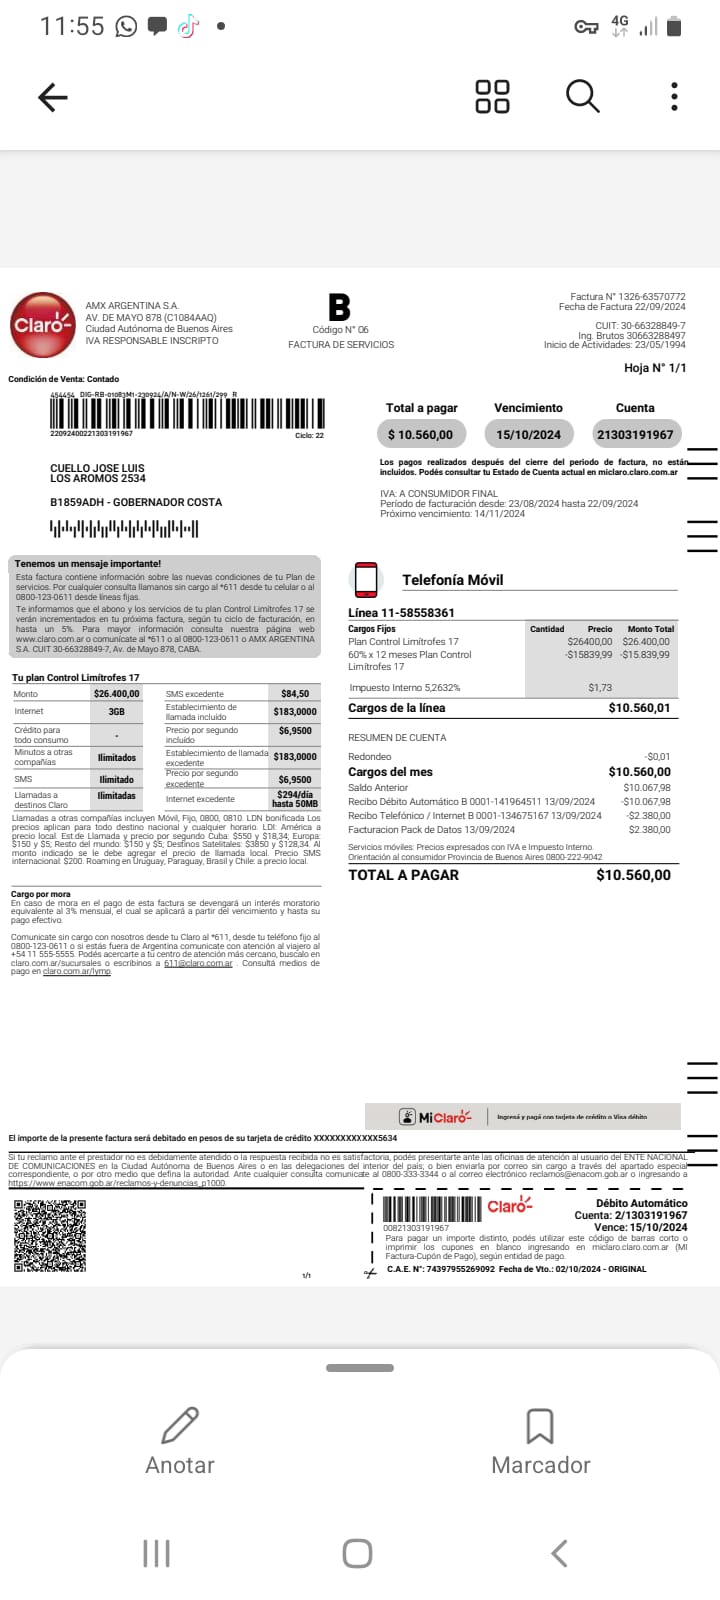 11:55
4G
Claro
AMX ARGENTINA S.A.
AV. DE MAYO 878 (C1084AAQ)
Ciudad Autónoma de Buenos Aires
IVA RESPONSABLE INSCRIPTO
B
Código N° 06
FACTURA DE SERVICIOS
Factura N° 1326-63570772
Fecha de Factura 22/09/2024
CUIT: 30-66328849-7
Ing. Brutos 30663288497
Inicio de Actividades: 23/05/1994
Hoja N° 1/1
Condición de Venta: Contado
454454 DIG-RB-01083M1-230924/A/N-W/26/1261/299 R
22092400221303191967
Ciclo: 22
Total a pagar Vencimiento Cuenta
$ 10.560,00 15/10/2024 21303191967
Los pagos realizados después del cierre del periodo de factura, no están
incluidos. Podés consultar tu Estado de Cuenta actual en miclaro.claro.com.ar
CUELLO JOSE LUIS
LOS AROMOS 2534
B1859ADH - GOBERNADOR COSTA
IVA: A CONSUMIDOR FINAL
Período de facturación desde: 23/08/2024 hasta 22/09/2024
Próximo vencimiento: 14/11/2024
Tenemos un mensaje importante!
Esta factura contiene información sobre las nuevas condiciones de tu Plan de
servicios. Por cualquier consulta llamanos sin cargo al *611 desde tu celular o al
0800-123-0611 desde líneas fijas.
Te informamos que el abono y los servicios de tu plan Control Limítrofes 17 se
verán incrementados en tu próxima factura, según tu ciclo de facturación, en
hasta un 5%. Para mayor información consulta nuestra página web
www.claro.com.ar o comunícate al *611 o al 0800-123-0611 o AMX ARGENTINA
S.A. CUIT 30-66328849-7, Av. de Mayo 878, CABA.
Tu plan Control Limítrofes 17
Monto $26.400,00 SMS excedente $84,50
Internet 3GB Establecimiento de llamada incluido $183,0000
Crédito para todo consumo - Precio por segundo incluido $6,9500
Minutos a otras compañías Ilimitados Establecimiento de llamada excedente $183,0000
SMS Ilimitado Precio por segundo excedente $6,9500
Llamadas a destinos Claro Ilimitadas Internet excedente $294/día hasta 50MB
Llamadas a otras compañías incluyen Móvil, Fijo, 0800, 0810. LDN bonificada Los
precios aplican para todo destino nacional y cualquier horario. LDI: América a
precio local. Est de Llamada y precio por segundo Cuba: $550 y $18,34; Europa:
$150 y $5; Resto del mundo: $150 y $5; Destinos Satelitales: $3850 y $128,34. Al
monto indicado se le debe agregar el precio de llamada local. Precio SMS
internacional: $200. Roaming en Uruguay, Paraguay, Brasil y Chile: a precio local.
Cargo por mora
En caso de mora en el pago de esta factura se devengará un interés moratorio
equivalente al 3% mensual, el cual se aplicará a partir del vencimiento y hasta su
pago efectivo.
Comunicate sin cargo con nosotros desde tu Claro al *611, desde tu teléfono fijo al
0800-123-0611 o si estás fuera de Argentina comunicate con atención al viajero al
+54 11 555-5555. Podés acercarte a tu centro de atención más cercano, buscalo en
claro.com.ar/sucursales o escribinos a 611@claro.com.ar . Consultá medios de
pago en claro.com.ar/lymp.
Telefonía Móvil
Línea 11-58558361
Cargos Fijos Cantidad Precio Monto Total
Plan Control Limítrofes 17 $26400,00 $26.400,00
60% x 12 meses Plan Control -$15839,99 -$15.839,99
Limítrofes 17
Impuesto Interno 5,2632% $1,73
Cargos de la línea $10.560,01
RESUMEN DE CUENTA
Redondeo -$0,01
Cargos del mes $10.560,00
Saldo Anterior $10.067,98
Recibo Débito Automático B 0001-141964511 13/09/2024 -$10.067,98
Recibo Telefónico / Internet B 0001-134675167 13/09/2024 -$2.380,00
Facturacion Pack de Datos 13/09/2024 $2.380,00
Servicios móviles: Precios expresados con IVA e Impuesto Interno.
Orientación al consumidor Provincia de Buenos Aires 0800-222-9042
TOTAL A PAGAR $10.560,00
Mi Claro
Ingresá y pagá con tarjeta de crédito o Visa débito
El importe de la presente factura será debitado en pesos de su tarjeta de crédito XXXXXXXXXXXX5634
Si tu reclamo ante el prestador no es debidamente atendido o la respuesta recibida no es satisfactoria, podés presentarte ante las oficinas de atención al usuario del ENTE NACIONAL
DE COMUNICACIONES en la Ciudad Autónoma de Buenos Aires o en las delegaciones del interior del país; o bien enviarla por correo sin cargo a través del apartado especial
correspondiente, o por otro medio que defina la autoridad. Ante cualquier consulta comunicate al 0800-333-3344 o al correo electrónico reclamos@enacom.gob.ar o ingresando a
https://www.enacom.gob.ar/reclamos-y-denuncias_p1000.
Claro
00821303191967
Débito Automático
Cuenta: 2/1303191967
Vence: 15/10/2024
Para pagar un importe distinto, podés utilizar este código de barras corto o
imprimir los cupones en blanco ingresando en miclaro.claro.com.ar (MI
Factura-Cupón de Pago), según entidad de pago.
C.A.E. N°: 74397955269092 Fecha de Vto.: 02/10/2024 - ORIGINAL
1/1
Anotar
Marcador